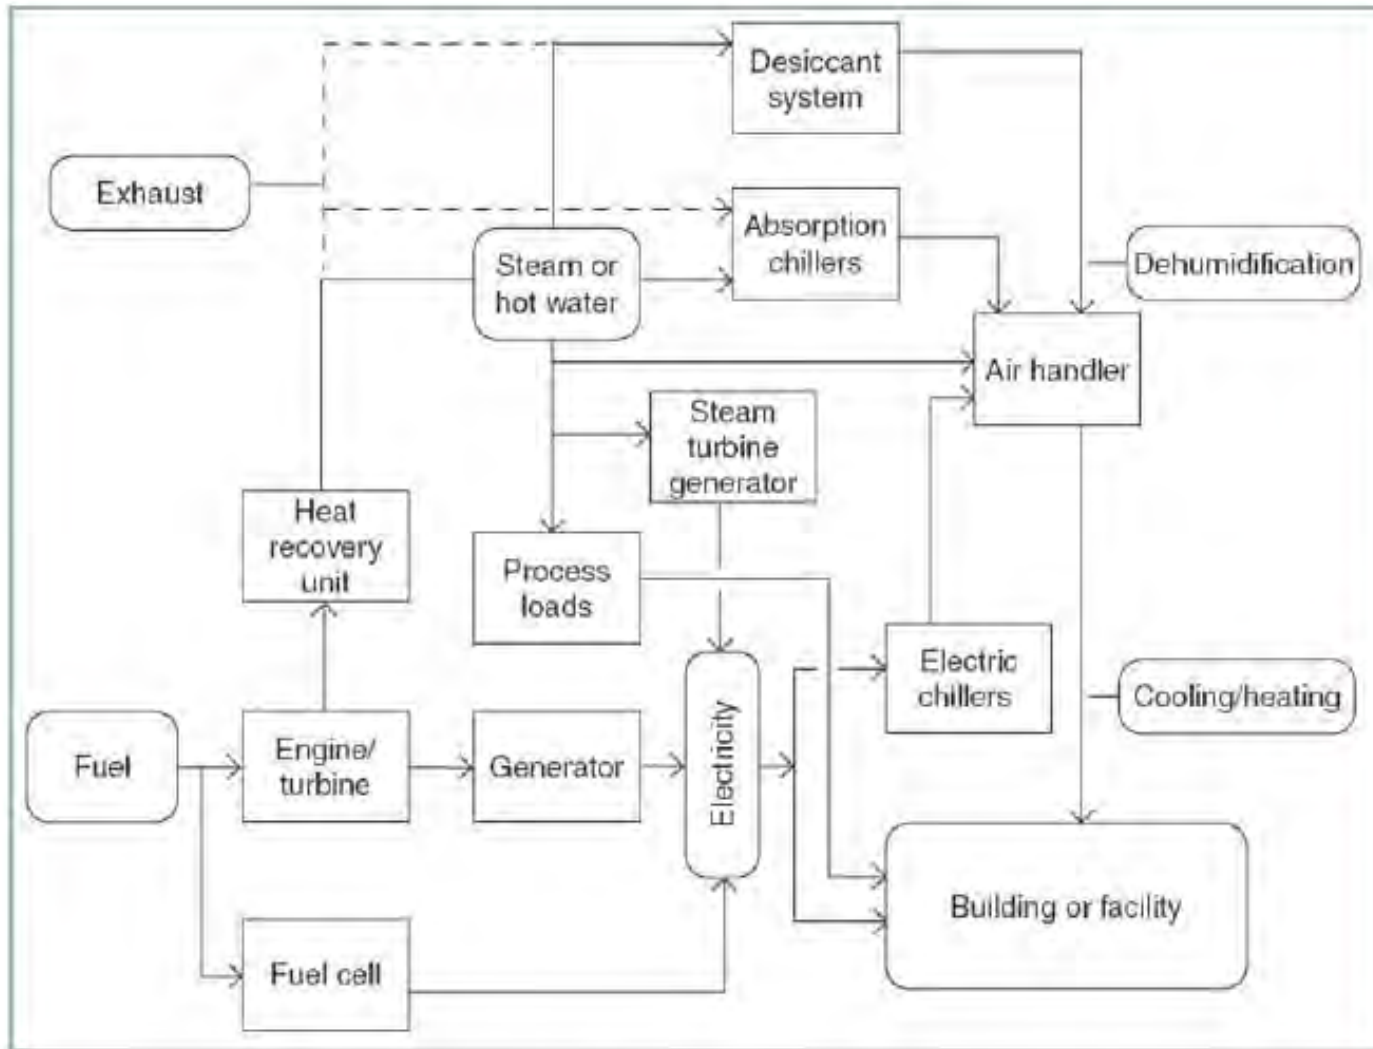 Desiccant
system
Exhaust
Absorption
chillers
Steam or
hot water
Dehumidification
Air handler
Steam
turbine
generator
Heat
recovery
unit
Process
loads
Electric
chillers
Cooling/heating
Fuel
Engine/
turbine
Generator
Electricity
Building or facility
Fuel cell